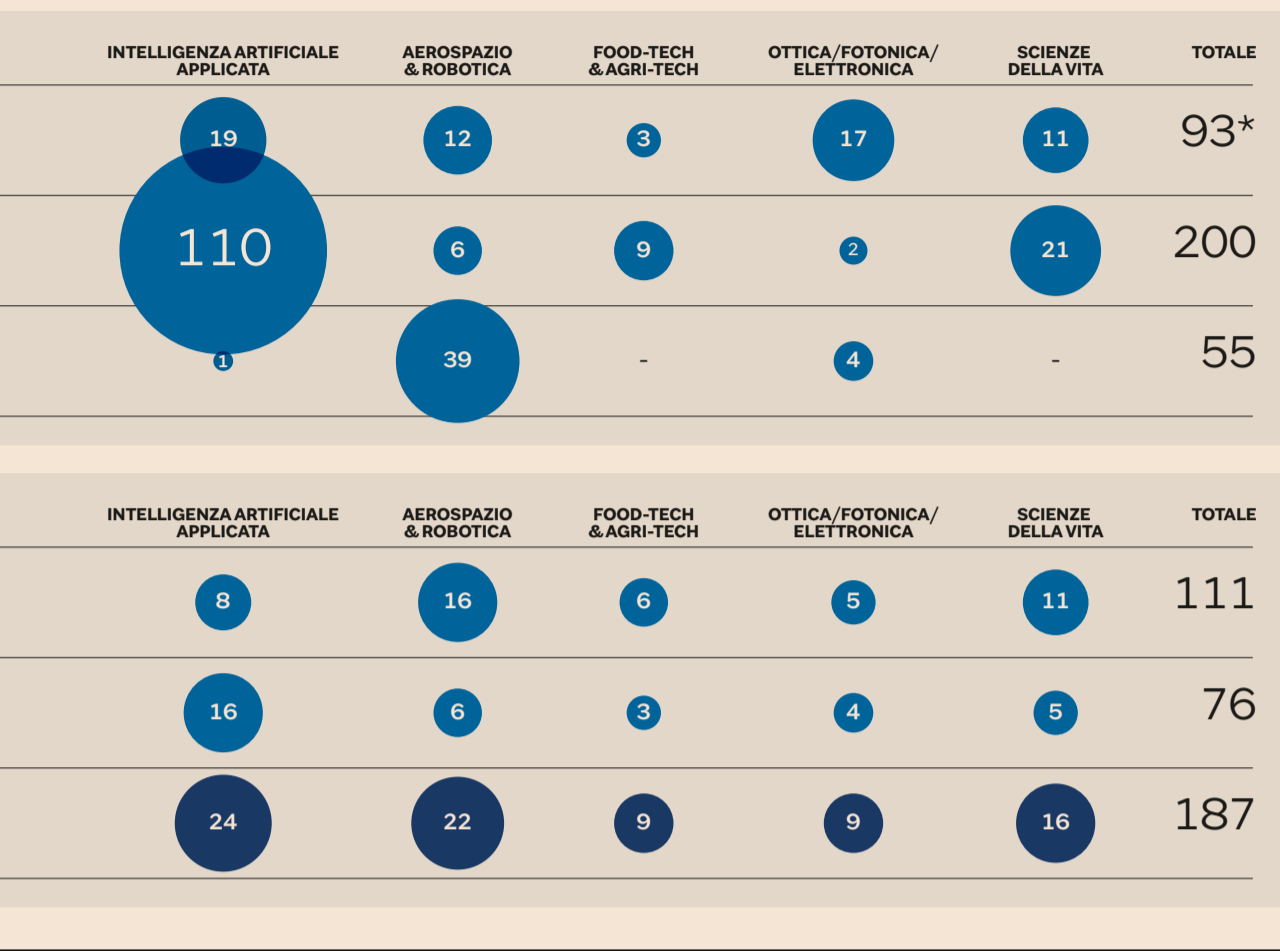 INTELLIGENZA ARTIFICIALE
APPLICATA
AEROSPAZIO
& ROBOTICA
FOOD-TECH
& AGRI-TECH
OTTICA/FOTONICA/
ELETTRONICA
SCIENZE
DELLA VITA
TOTALE
19 12 3 17 11 93*
110 6 9 2 21 200
1 39 - 4 - 55
INTELLIGENZA ARTIFICIALE
APPLICATA
AEROSPAZIO
& ROBOTICA
FOOD-TECH
& AGRI-TECH
OTTICA/FOTONICA/
ELETTRONICA
SCIENZE
DELLA VITA
TOTALE
8 16 6 5 11 111
16 6 3 4 5 76
24 22 9 9 16 187